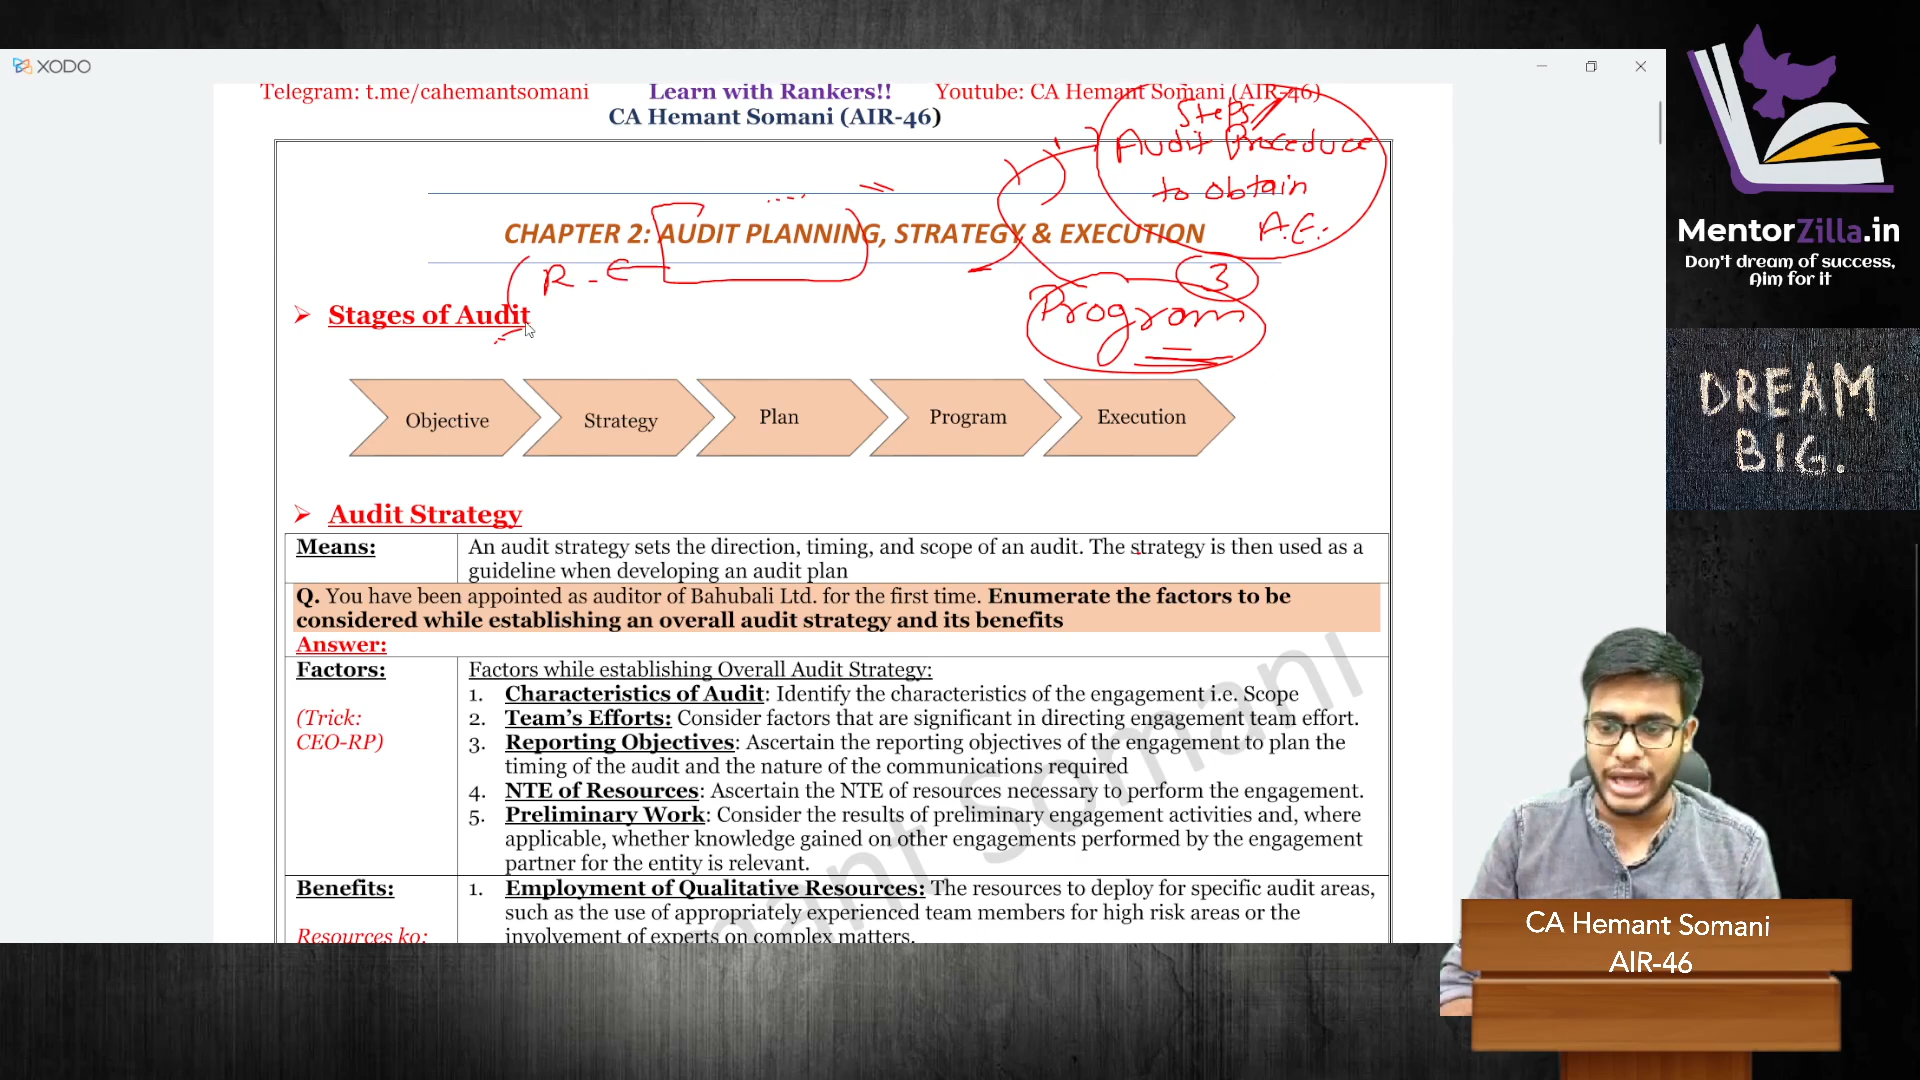 XODO
Telegram: t.me/cahemantsomani Learn with Rankers!! Youtube: CA Hemant Somani (AIR-46)
CA Hemant Somani (AIR-46)
Steps
Audit Procedure
to obtain
A.E.
CHAPTER 2: AUDIT PLANNING, STRATEGY & EXECUTION
R - E
3
Program
Stages of Audit
Objective Strategy Plan Program Execution
Audit Strategy
Means: An audit strategy sets the direction, timing, and scope of an audit. The strategy is then used as a
guideline when developing an audit plan
Q. You have been appointed as auditor of Bahubali Ltd. for the first time. Enumerate the factors to be
considered while establishing an overall audit strategy and its benefits
Answer:
Factors: Factors while establishing Overall Audit Strategy:
(Trick:
CEO-RP)
1. Characteristics of Audit: Identify the characteristics of the engagement i.e. Scope
2. Team's Efforts: Consider factors that are significant in directing engagement team effort.
3. Reporting Objectives: Ascertain the reporting objectives of the engagement to plan the
timing of the audit and the nature of the communications required
4. NTE of Resources: Ascertain the NTE of resources necessary to perform the engagement.
5. Preliminary Work: Consider the results of preliminary engagement activities and, where
applicable, whether knowledge gained on other engagements performed by the engagement
partner for the entity is relevant.
Benefits: 1. Employment of Qualitative Resources: The resources to deploy for specific audit areas,
such as the use of appropriately experienced team members for high risk areas or the
Resources ko: involvement of experts on complex matters.
mant Somani
MentorZilla.in
Don't dream of success,
Aim for it
DREAM
BIG.
CA Hemant Somani
AIR-46